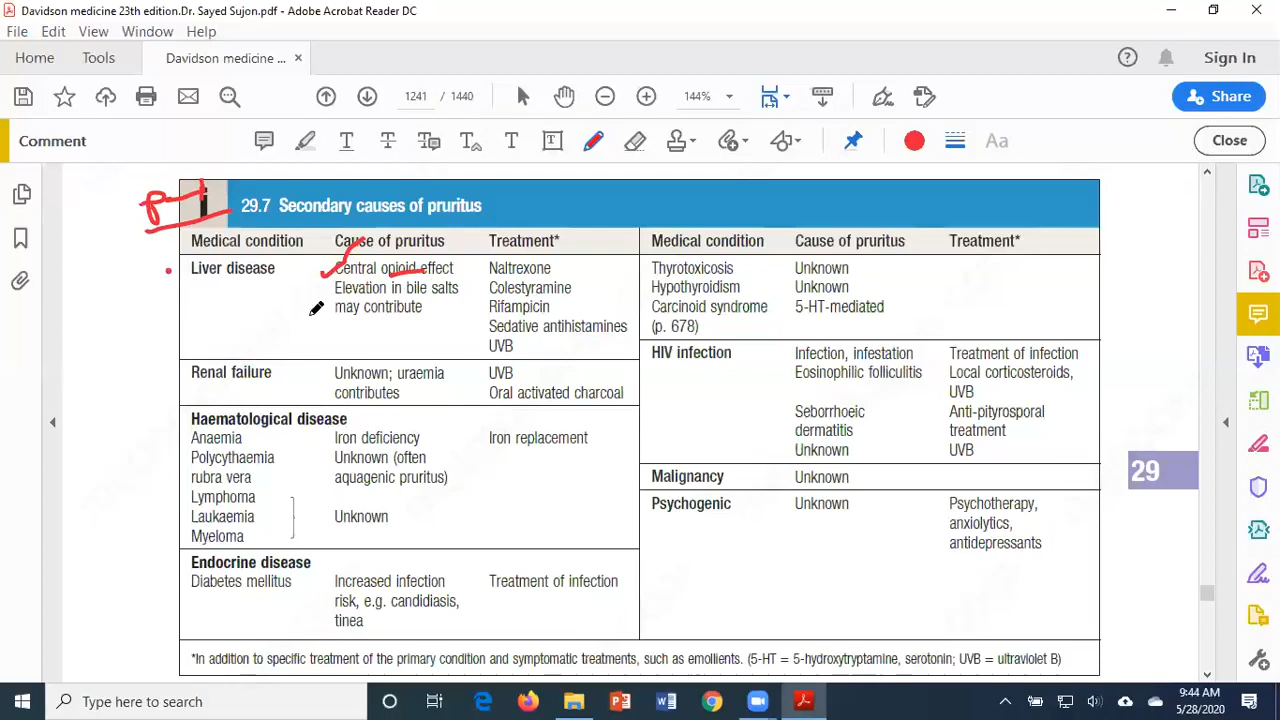 Davidson medicine 23th edition.Dr. Sayed Sujon.pdf - Adobe Acrobat Reader DC
File Edit View Window Help
Home Tools Davidson medicine ... × Sign In
1241 / 1440 144% Share
Comment Close
29.7 Secondary causes of pruritus
Medical condition Cause of pruritus Treatment*
Liver disease Central opioid effect Naltrexone
Elevation in bile salts Colestyramine
may contribute Rifampicin
Sedative antihistamines
UVB
Renal failure Unknown; uraemia UVB
contributes Oral activated charcoal
Haematological disease
Anaemia Iron deficiency Iron replacement
Polycythaemia Unknown (often
rubra vera aquagenic pruritus)
Lymphoma
Laukaemia Unknown
Myeloma
Endocrine disease
Diabetes mellitus Increased infection Treatment of infection
risk, e.g. candidiasis,
tinea
Medical condition Cause of pruritus Treatment*
Thyrotoxicosis Unknown
Hypothyroidism Unknown
Carcinoid syndrome 5-HT-mediated
(p. 678)
HIV infection Infection, infestation Treatment of infection
Eosinophilic folliculitis Local corticosteroids,
UVB
Seborrhoeic Anti-pityrosporal
dermatitis treatment
Unknown UVB
Malignancy Unknown
Psychogenic Unknown Psychotherapy,
anxiolytics,
antidepressants
*In addition to specific treatment of the primary condition and symptomatic treatments, such as emollients. (5-HT = 5-hydroxytryptamine, serotonin; UVB = ultraviolet B)
29
Type here to search
9:44 AM
5/28/2020